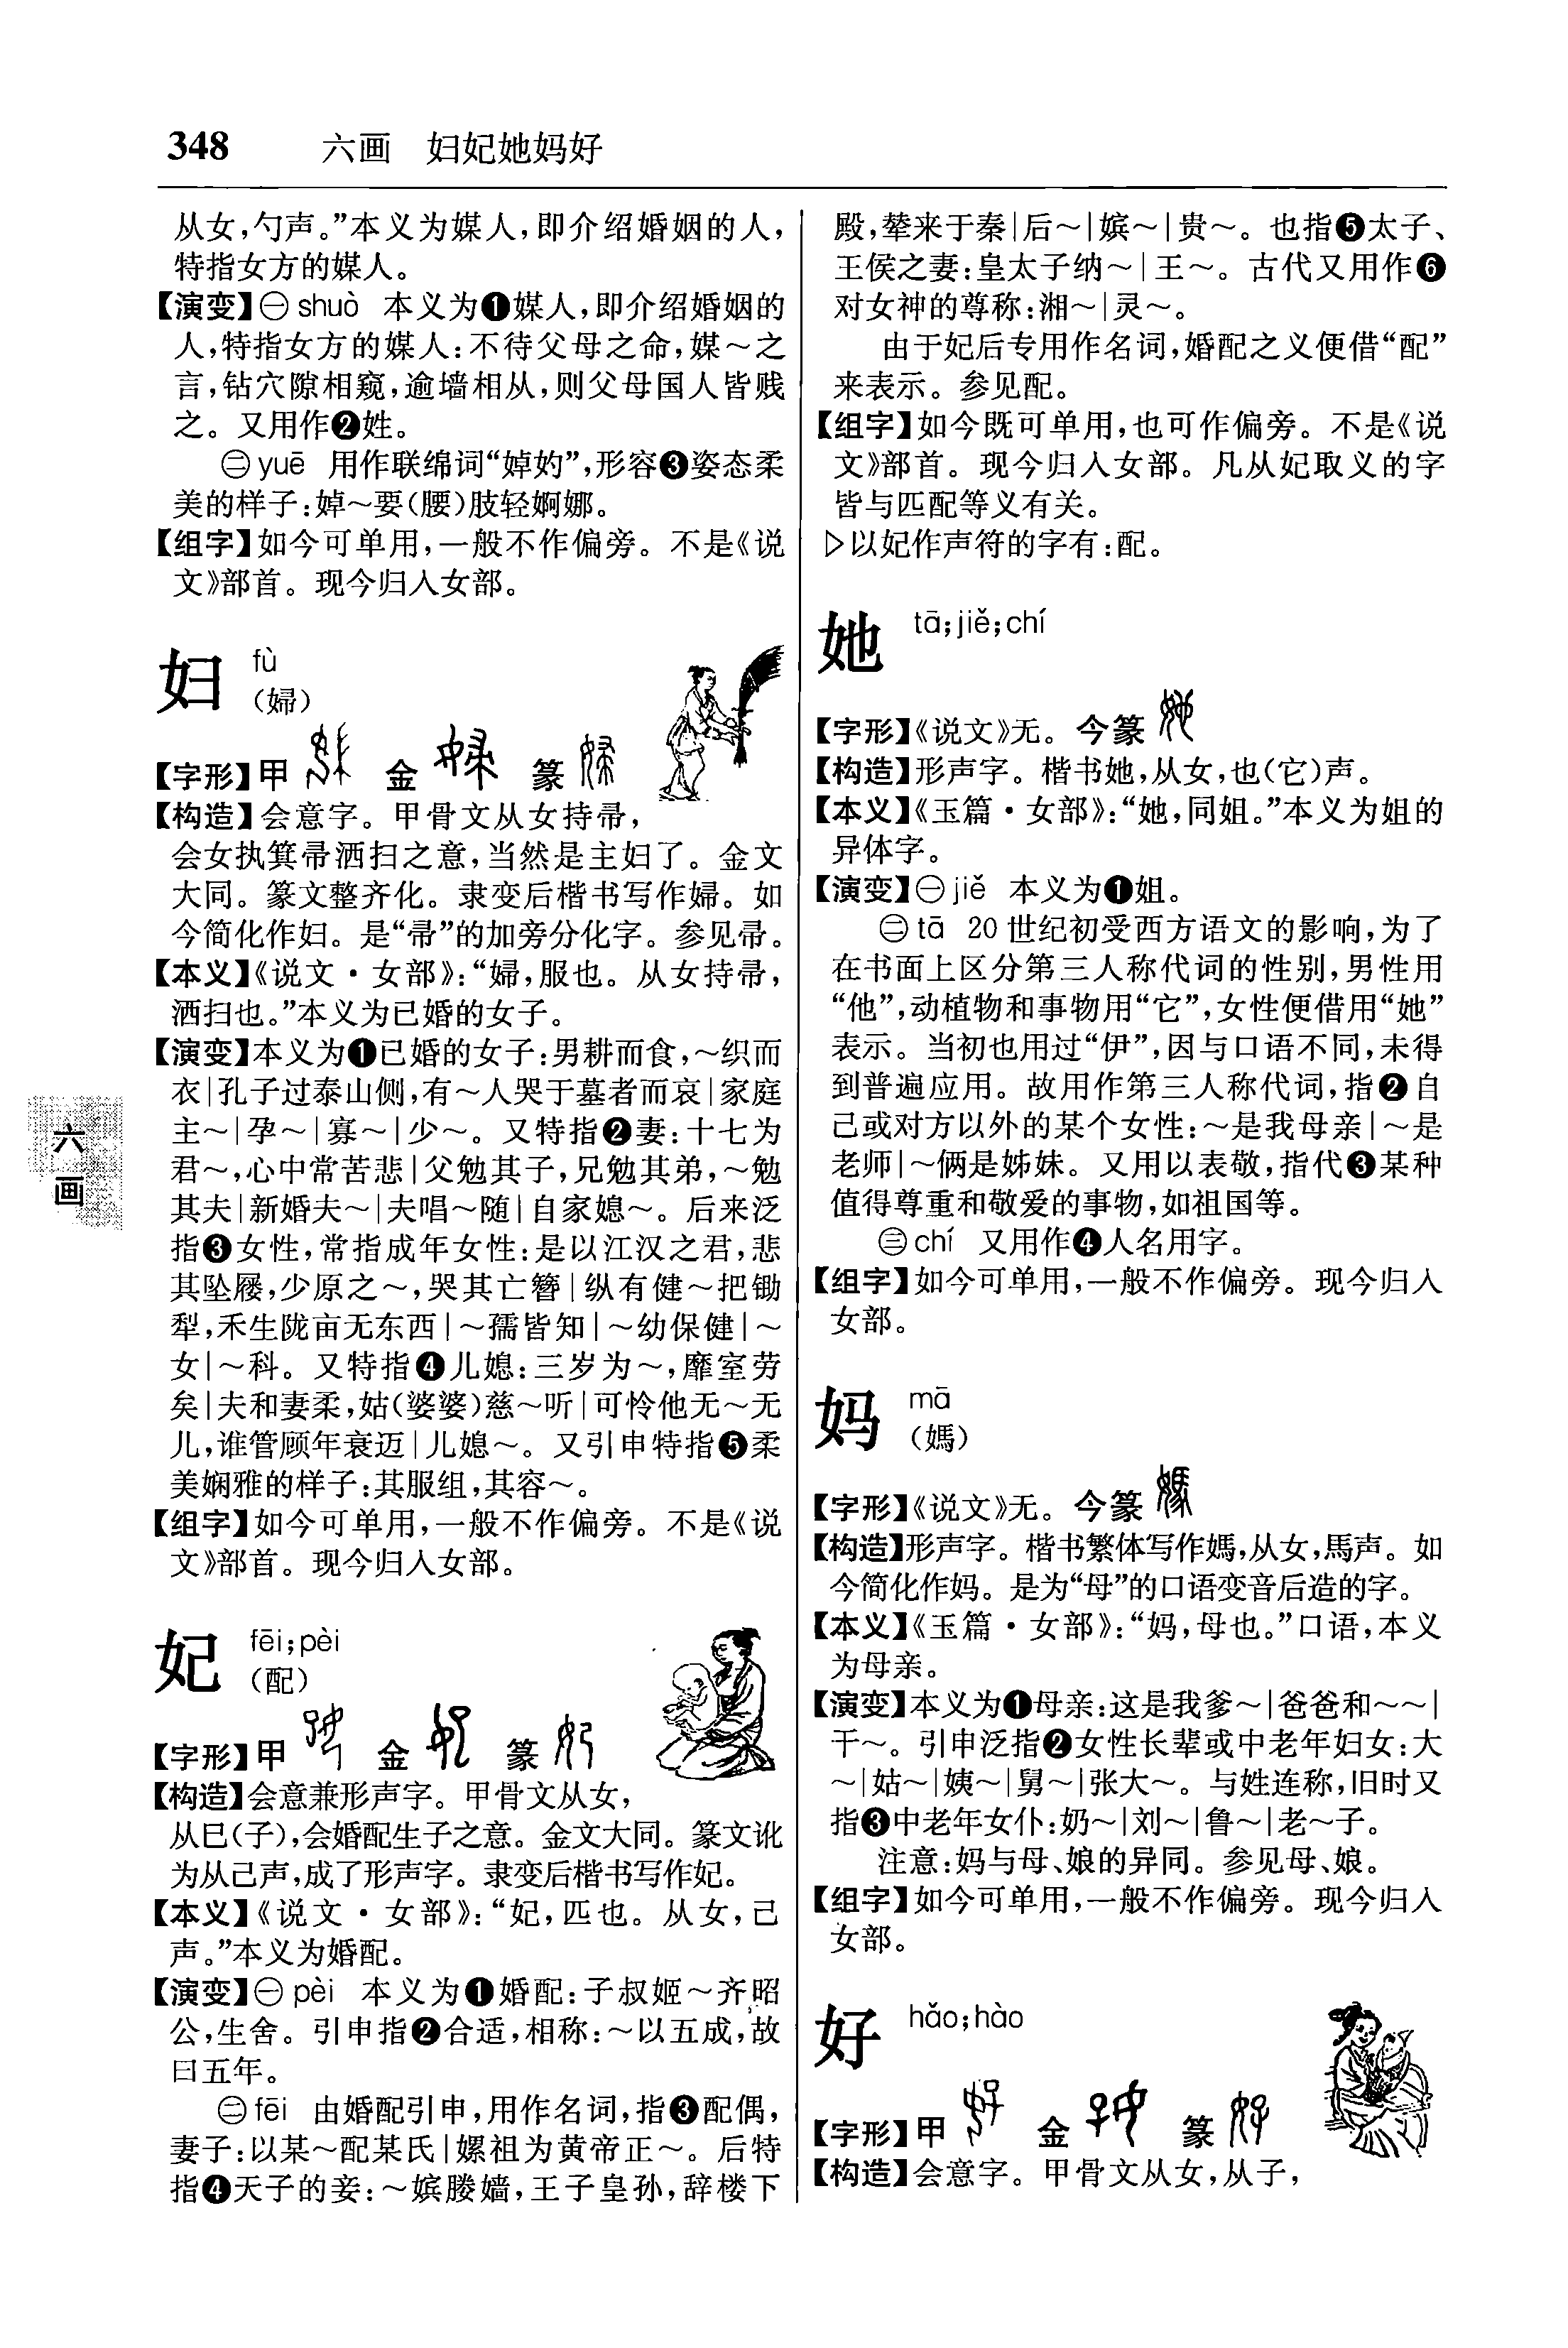 348 六画 妇妃她妈好
从女,勺声。”本义为媒人,即介绍婚姻的人,
特指女方的媒人。
【演变】㊀shuò 本义为❶媒人,即介绍婚姻的
人,特指女方的媒人:不待父母之命,媒～之
言,钻穴隙相窥,逾墙相从,则父母国人皆贱
之。又用作❷姓。
㊁yuē 用作联绵词“婥妁”,形容❸姿态柔
美的样子:婥～要(腰)肢轻婀娜。
【组字】如今可单用,一般不作偏旁。不是《说
文》部首。现今归入女部。
妇 fù
(婦)
【字形】甲 金 篆
【构造】会意字。甲骨文从女持帚,
会女执箕帚洒扫之意,当然是主妇了。金文
大同。篆文整齐化。隶变后楷书写作婦。如
今简化作妇。是“帚”的加旁分化字。参见帚。
【本义】《说文·女部》:“婦,服也。从女持帚,
洒扫也。”本义为已婚的女子。
【演变】本义为❶已婚的女子:男耕而食,～织而
衣|孔子过泰山侧,有～人哭于墓者而哀|家庭
主～|孕～|寡～|少～。又特指❷妻:十七为
君～,心中常苦悲|父勉其子,兄勉其弟,～勉
其夫|新婚夫～|夫唱～随|自家媳～。后来泛
指❸女性,常指成年女性:是以江汉之君,悲
其坠屦,少原之～,哭其亡簪|纵有健～把锄
犁,禾生陇亩无东西|～孺皆知|～幼保健|～
女|～科。又特指❹儿媳:三岁为～,靡室劳
矣|夫和妻柔,姑(婆婆)慈～听|可怜他无～无
儿,谁管顾年衰迈|儿媳～。又引申特指❺柔
美娴雅的样子:其服组,其容～。
【组字】如今可单用,一般不作偏旁。不是《说
文》部首。现今归入女部。
妃 fēi;pèi
(配)
【字形】甲 金 篆
【构造】会意兼形声字。甲骨文从女,
从巳(子),会婚配生子之意。金文大同。篆文讹
为从己声,成了形声字。隶变后楷书写作妃。
【本义】《说文·女部》:“妃,匹也。从女,己
声。”本义为婚配。
【演变】㊀pèi 本义为❶婚配:子叔姬～齐昭
公,生舍。引申指❷合适,相称:～以五成,故
曰五年。
㊁fēi 由婚配引申,用作名词,指❸配偶,
妻子:以某～配某氏|嫘祖为黄帝正～。后特
指❹天子的妾:～嫔媵嫱,王子皇孙,辞楼下
殿,辇来于秦|后～|嫔～|贵～。也指❺太子、
王侯之妻:皇太子纳～|王～。古代又用作❻
对女神的尊称:湘～|灵～。
由于妃后专用作名词,婚配之义便借“配”
来表示。参见配。
【组字】如今既可单用,也可作偏旁。不是《说
文》部首。现今归入女部。凡从妃取义的字
皆与匹配等义有关。
▷以妃作声符的字有:配。
她 tā;jiě;chí
【字形】《说文》无。今篆
【构造】形声字。楷书她,从女,也(它)声。
【本义】《玉篇·女部》:“她,同姐。”本义为姐的
异体字。
【演变】㊀jiě 本义为❶姐。
㊁tā 20世纪初受西方语文的影响,为了
在书面上区分第三人称代词的性别,男性用
“他”,动植物和事物用“它”,女性便借用“她”
表示。当初也用过“伊”,因与口语不同,未得
到普遍应用。故用作第三人称代词,指❷自
己或对方以外的某个女性:～是我母亲|～是
老师|～俩是姊妹。又用以表敬,指代❸某种
值得尊重和敬爱的事物,如祖国等。
㊂chí 又用作❹人名用字。
【组字】如今可单用,一般不作偏旁。现今归入
女部。
妈 mā
(媽)
【字形】《说文》无。今篆
【构造】形声字。楷书繁体写作媽,从女,馬声。如
今简化作妈。是为“母”的口语变音后造的字。
【本义】《玉篇·女部》:“妈,母也。”口语,本义
为母亲。
【演变】本义为❶母亲:这是我爹～|爸爸和～～|
干～。引申泛指❷女性长辈或中老年妇女:大
～|姑～|姨～|舅～|张大～。与姓连称,旧时又
指❸中老年女仆:奶～|刘～|鲁～|老～子。
注意:妈与母、娘的异同。参见母、娘。
【组字】如今可单用,一般不作偏旁。现今归入
女部。
好 hǎo;hào
【字形】甲 金 篆
【构造】会意字。甲骨文从女,从子,
六
画